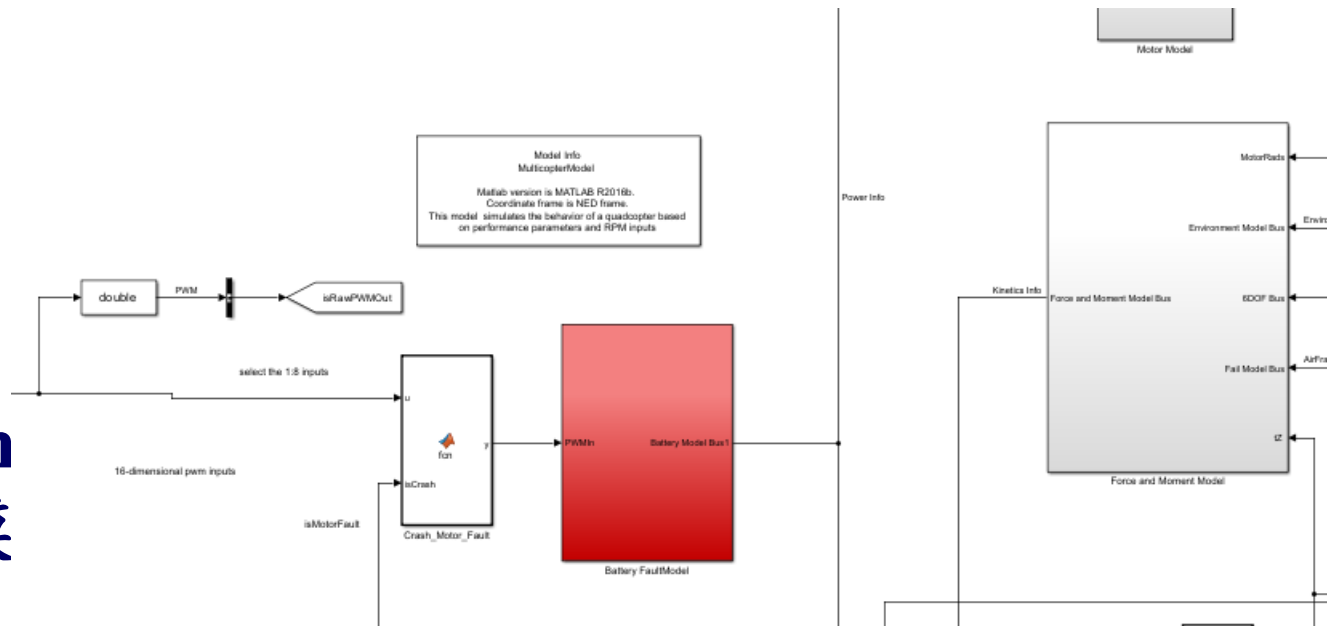 Motor Model
Model Info
MulticopterModel
Matlab version is MATLAB R2016b.
Coordinate frame is NED frame.
This model simulates the behavior of a quadcopter based
on performance parameters and RPM inputs
Power Info
MotorRads
Environment Model Bus
Kinetics Info
Force and Moment Model Bus
6DOF Bus
Fail Model Bus
tZ
Force and Moment Model
double
PWM
isRawPWMOut
select the 1:8 inputs
u
fcn
y
isCrash
Crash_Motor_Fault
16-dimensional pwm inputs
isMotorFault
PWMIn
Battery Model Bus1
Battery FaultModel